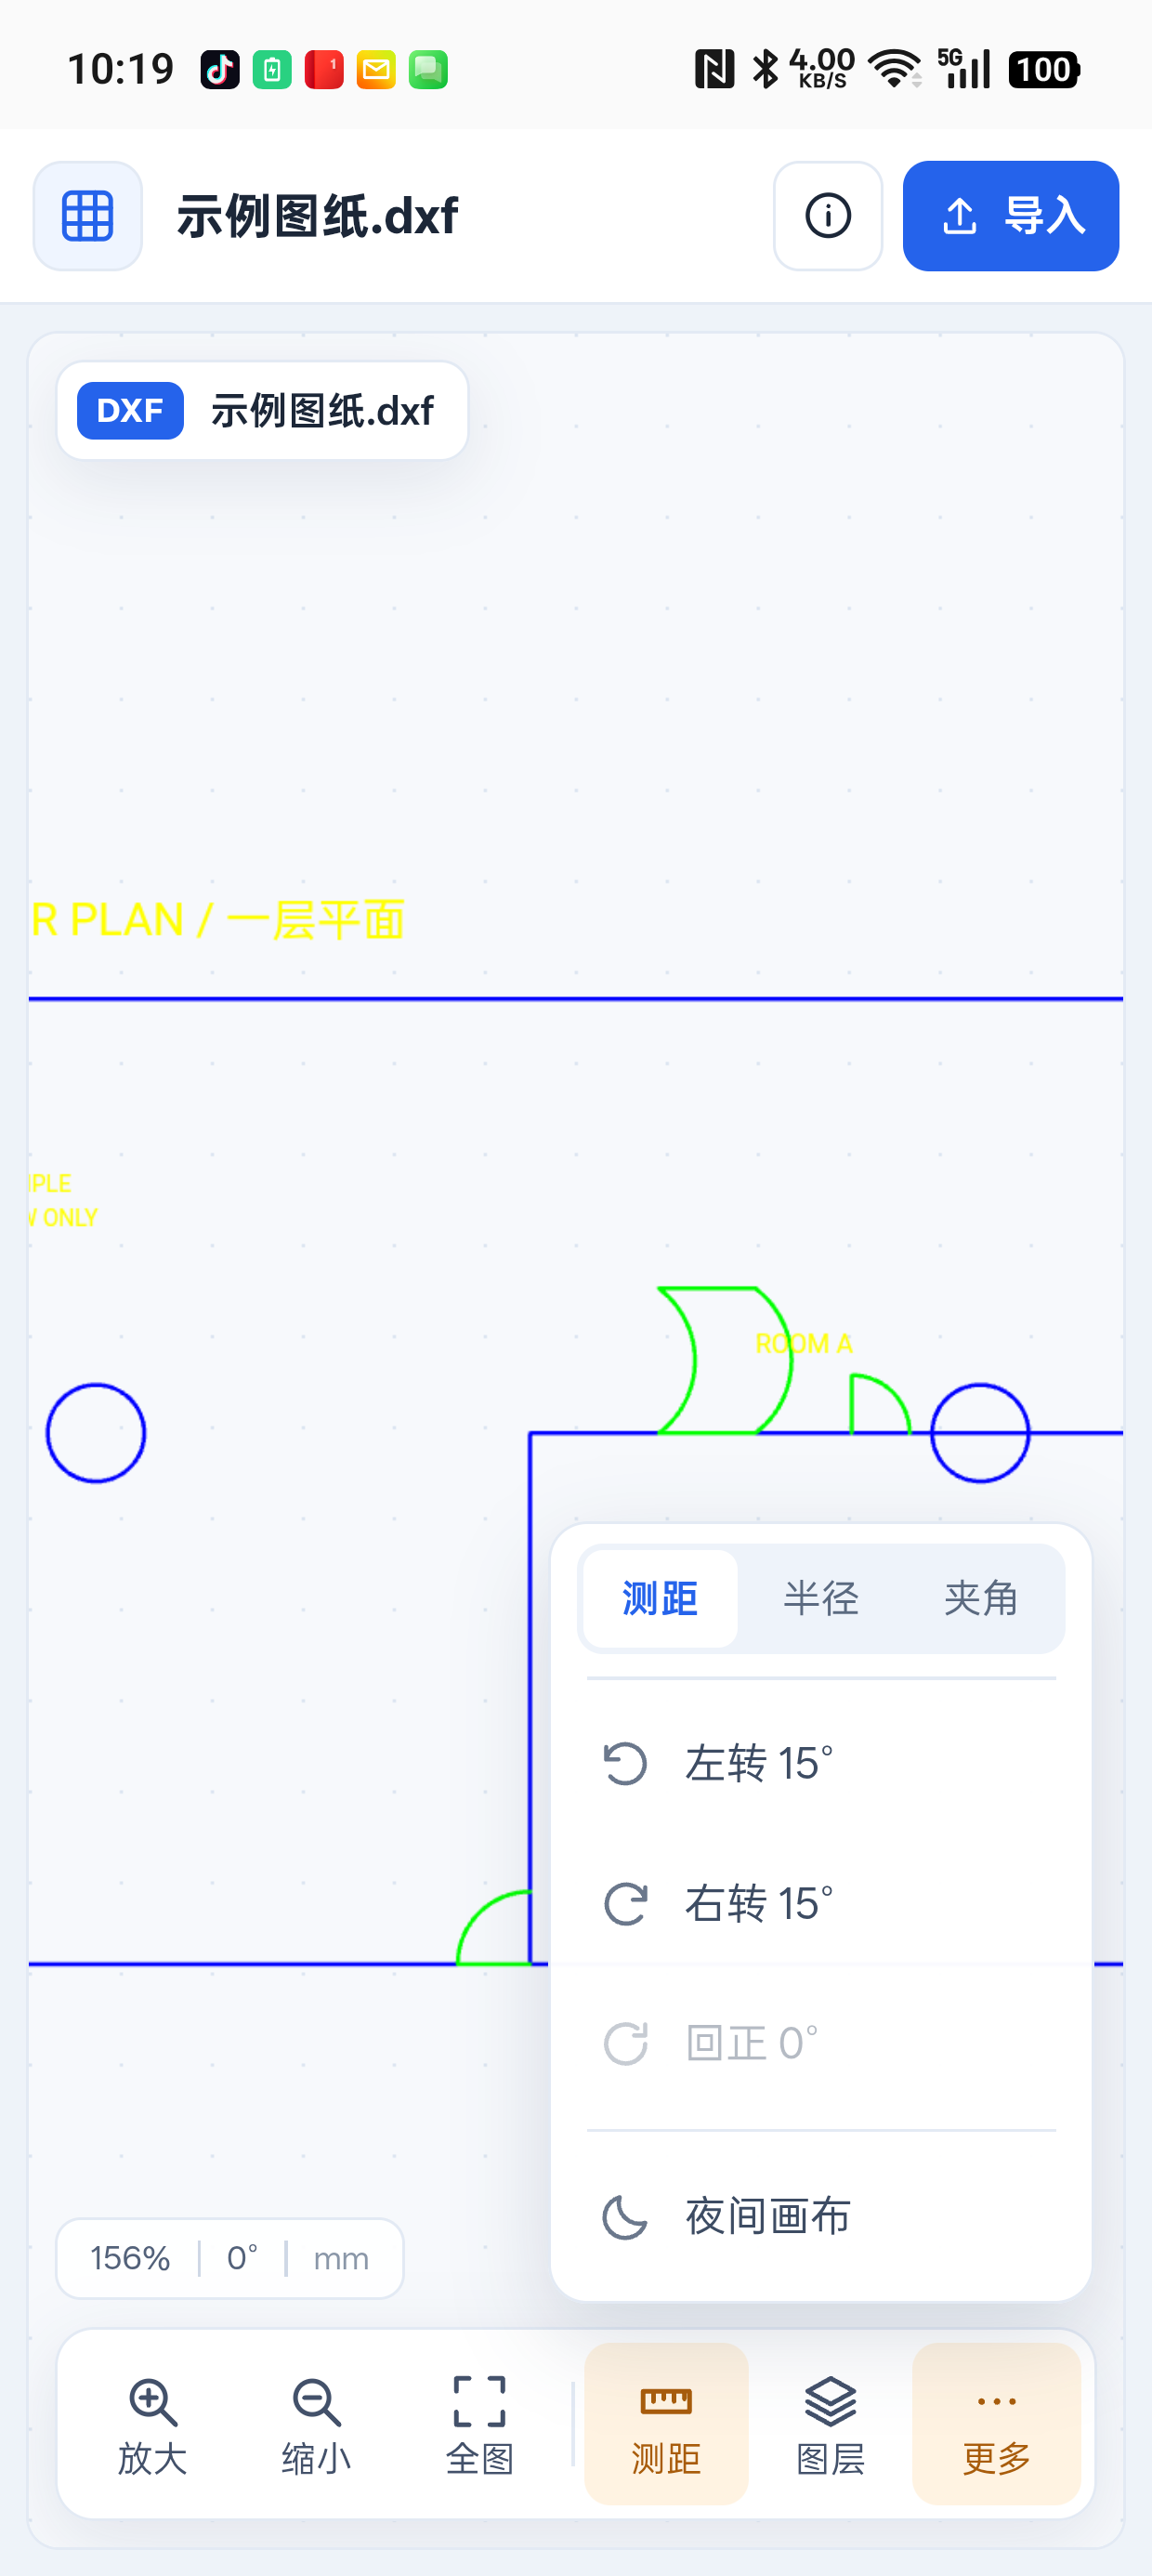 10:19
4.00 KB/S 5G 100
示例图纸.dxf
导入
DXF 示例图纸.dxf
R PLAN / 一层平面
PLE
ONLY
ROOM A
测距 半径 夹角
左转 15°
右转 15°
回正 0°
夜间画布
156% 0° mm
放大 缩小 全图 测距 图层 更多